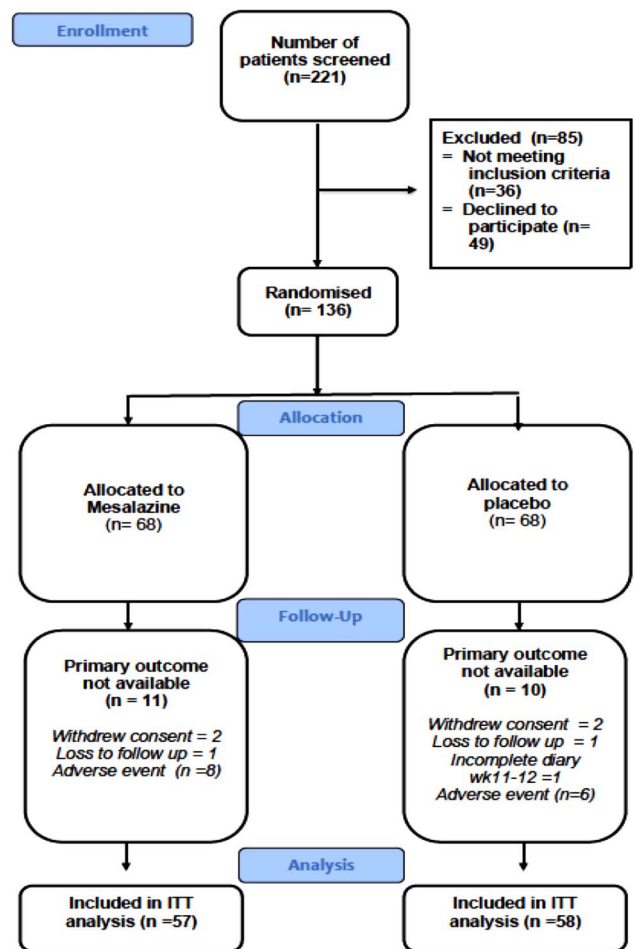 Enrollment
Number of
patients screened
(n=221)
Excluded (n=85)
= Not meeting
inclusion criteria
(n=36)
= Declined to
participate (n=
49)
Randomised
(n= 136)
Allocation
Allocated to
Mesalazine
(n= 68)
Allocated to
placebo
(n= 68)
Follow-Up
Primary outcome
not available
(n = 11)
Withdrew consent = 2
Loss to follow up = 1
Adverse event (n =8)
Primary outcome
not available
(n = 10)
Withdrew consent = 2
Loss to follow up = 1
Incomplete diary
wk11-12 =1
Adverse event (n=6)
Analysis
Included in ITT
analysis (n =57)
Included in ITT
analysis (n =58)